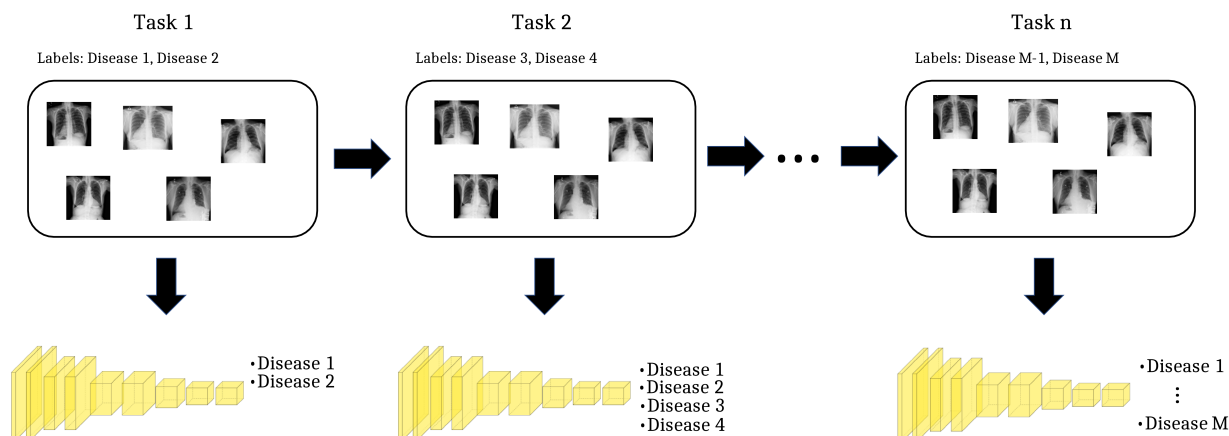 Task 1
Labels: Disease 1, Disease 2
•Disease 1
•Disease 2
Task 2
Labels: Disease 3, Disease 4
•Disease 1
•Disease 2
•Disease 3
•Disease 4
Task n
Labels: Disease M-1, Disease M
•Disease 1
•Disease M